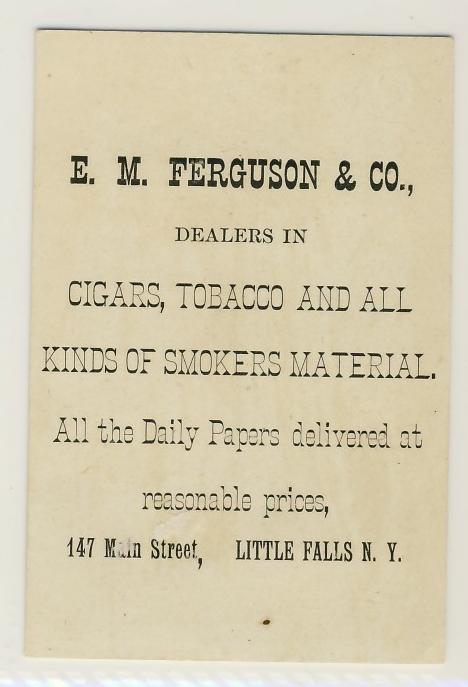 E. M. FERGUSON & CO.,
DEALERS IN
CIGARS, TOBACCO AND ALL
KINDS OF SMOKERS MATERIAL.
All the Daily Papers delivered at
reasonable prices,
147 Main Street, LITTLE FALLS N. Y.